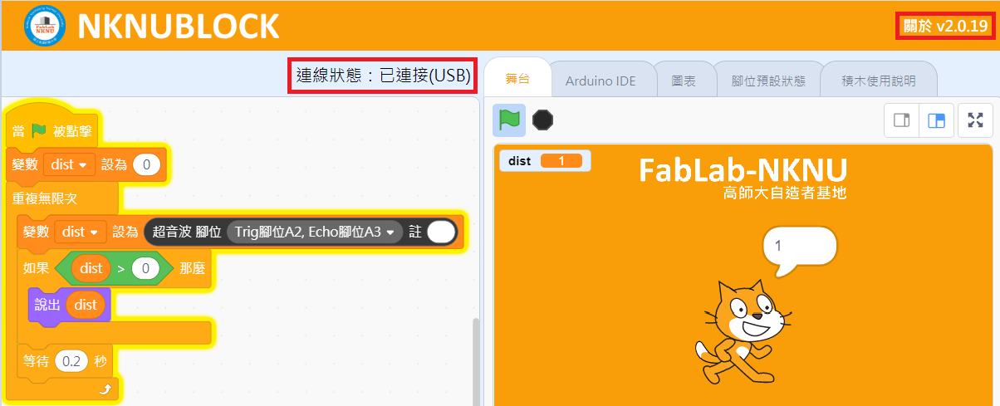 FabLab
NKNU
NKNUBLOCK
關於 v2.0.19
連線狀態：已連接(USB)
舞台
Arduino IDE
圖表
腳位預設狀態
積木使用說明
當 被點擊
變數 dist 設為 0
重複無限次
變數 dist 設為 超音波 腳位 Trig腳位A2, Echo腳位A3 註
如果 dist > 0 那麼
說出 dist
等待 0.2 秒
dist 1
FabLab-NKNU
高師大自造者基地
1